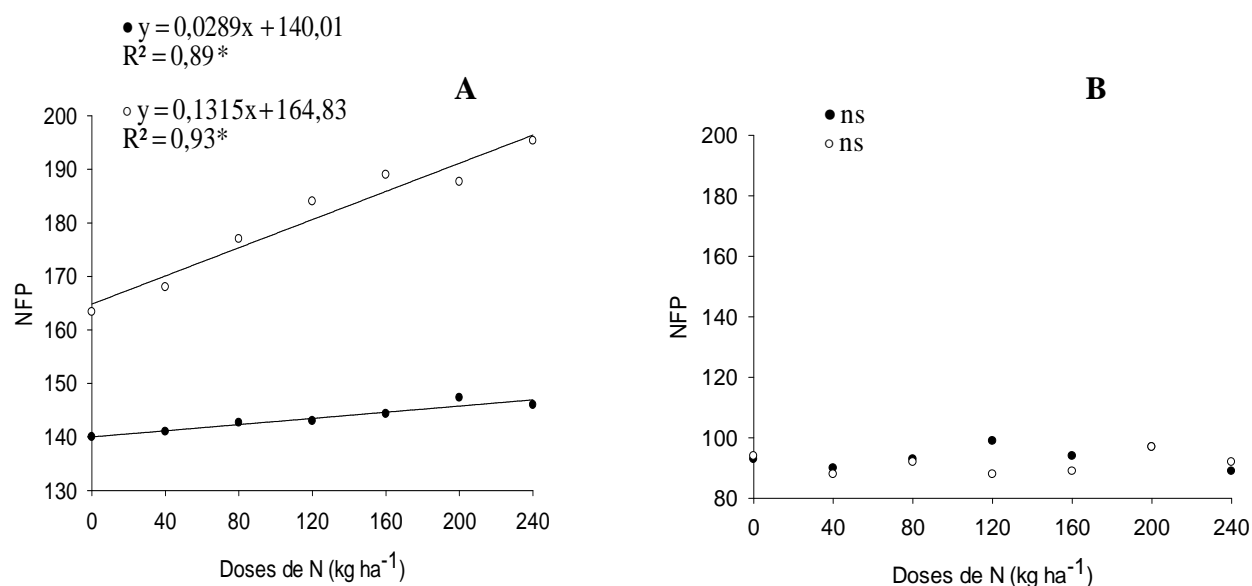 ● y = 0,0289x + 140,01
R² = 0,89*
○ y = 0,1315x + 164,83
R² = 0,93*
A
200
190
180
170
160
150
140
130
NFP
0 40 80 120 160 200 240
Doses de N (kg ha⁻¹)
B
● ns
○ ns
200
180
160
140
120
100
80
NFP
0 40 80 120 160 200 240
Doses de N (kg ha⁻¹)